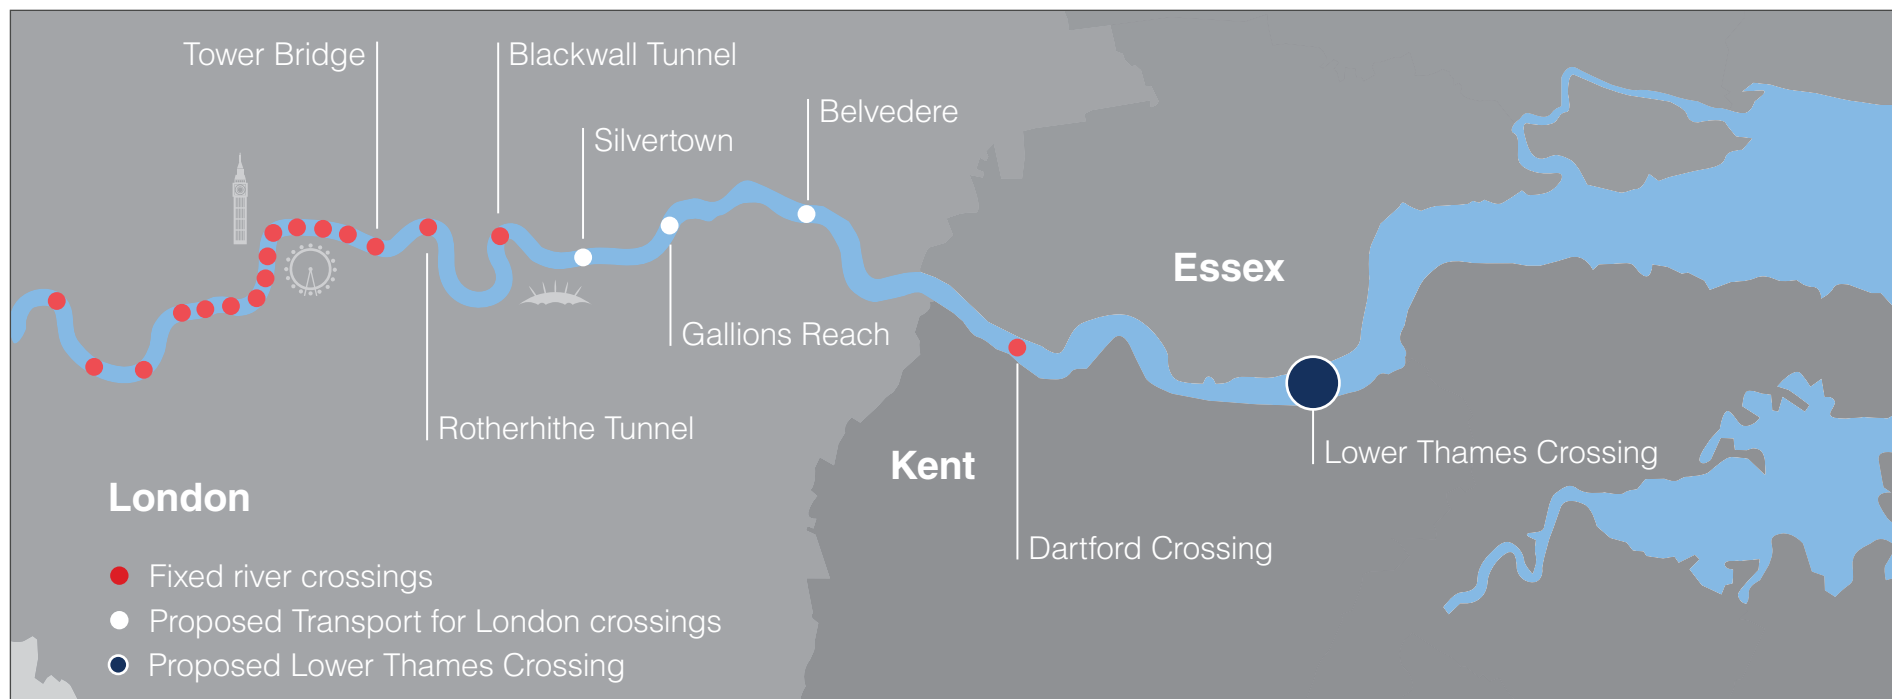 Tower Bridge
Blackwall Tunnel
Belvedere
Silvertown
Essex
Gallions Reach
Rotherhithe Tunnel
Lower Thames Crossing
Kent
London
Dartford Crossing
Fixed river crossings
Proposed Transport for London crossings
Proposed Lower Thames Crossing